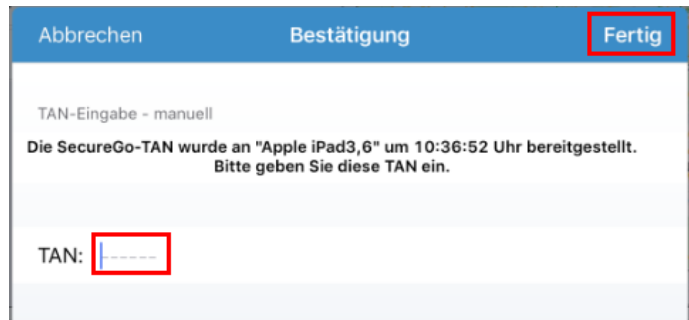 Abbrechen Bestätigung Fertig
TAN-Eingabe - manuell
Die SecureGo-TAN wurde an "Apple iPad3,6" um 10:36:52 Uhr bereitgestellt.
Bitte geben Sie diese TAN ein.
TAN: ------